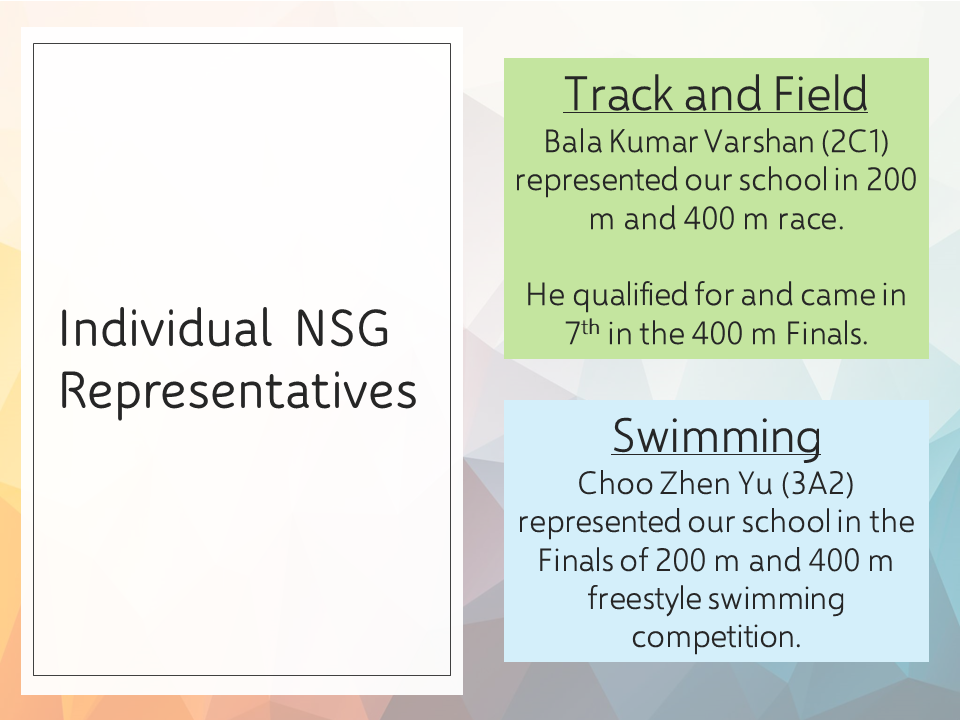 Individual NSG
Representatives
Track and Field
Bala Kumar Varshan (2C1)
represented our school in 200
m and 400 m race.
He qualified for and came in
7th in the 400 m Finals.
Swimming
Choo Zhen Yu (3A2)
represented our school in the
Finals of 200 m and 400 m
freestyle swimming
competition.